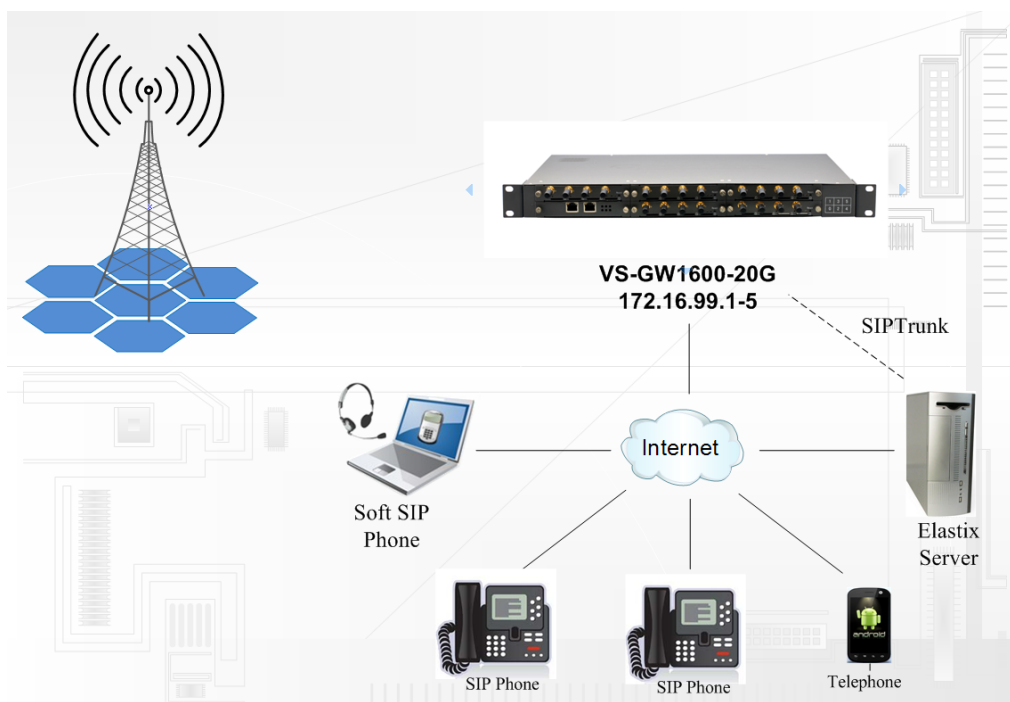 VS-GW1600-20G
172.16.99.1-5
SIPTrunk
Internet
Soft SIP
Phone
Elastix
Server
SIP Phone
SIP Phone
android
Telephone